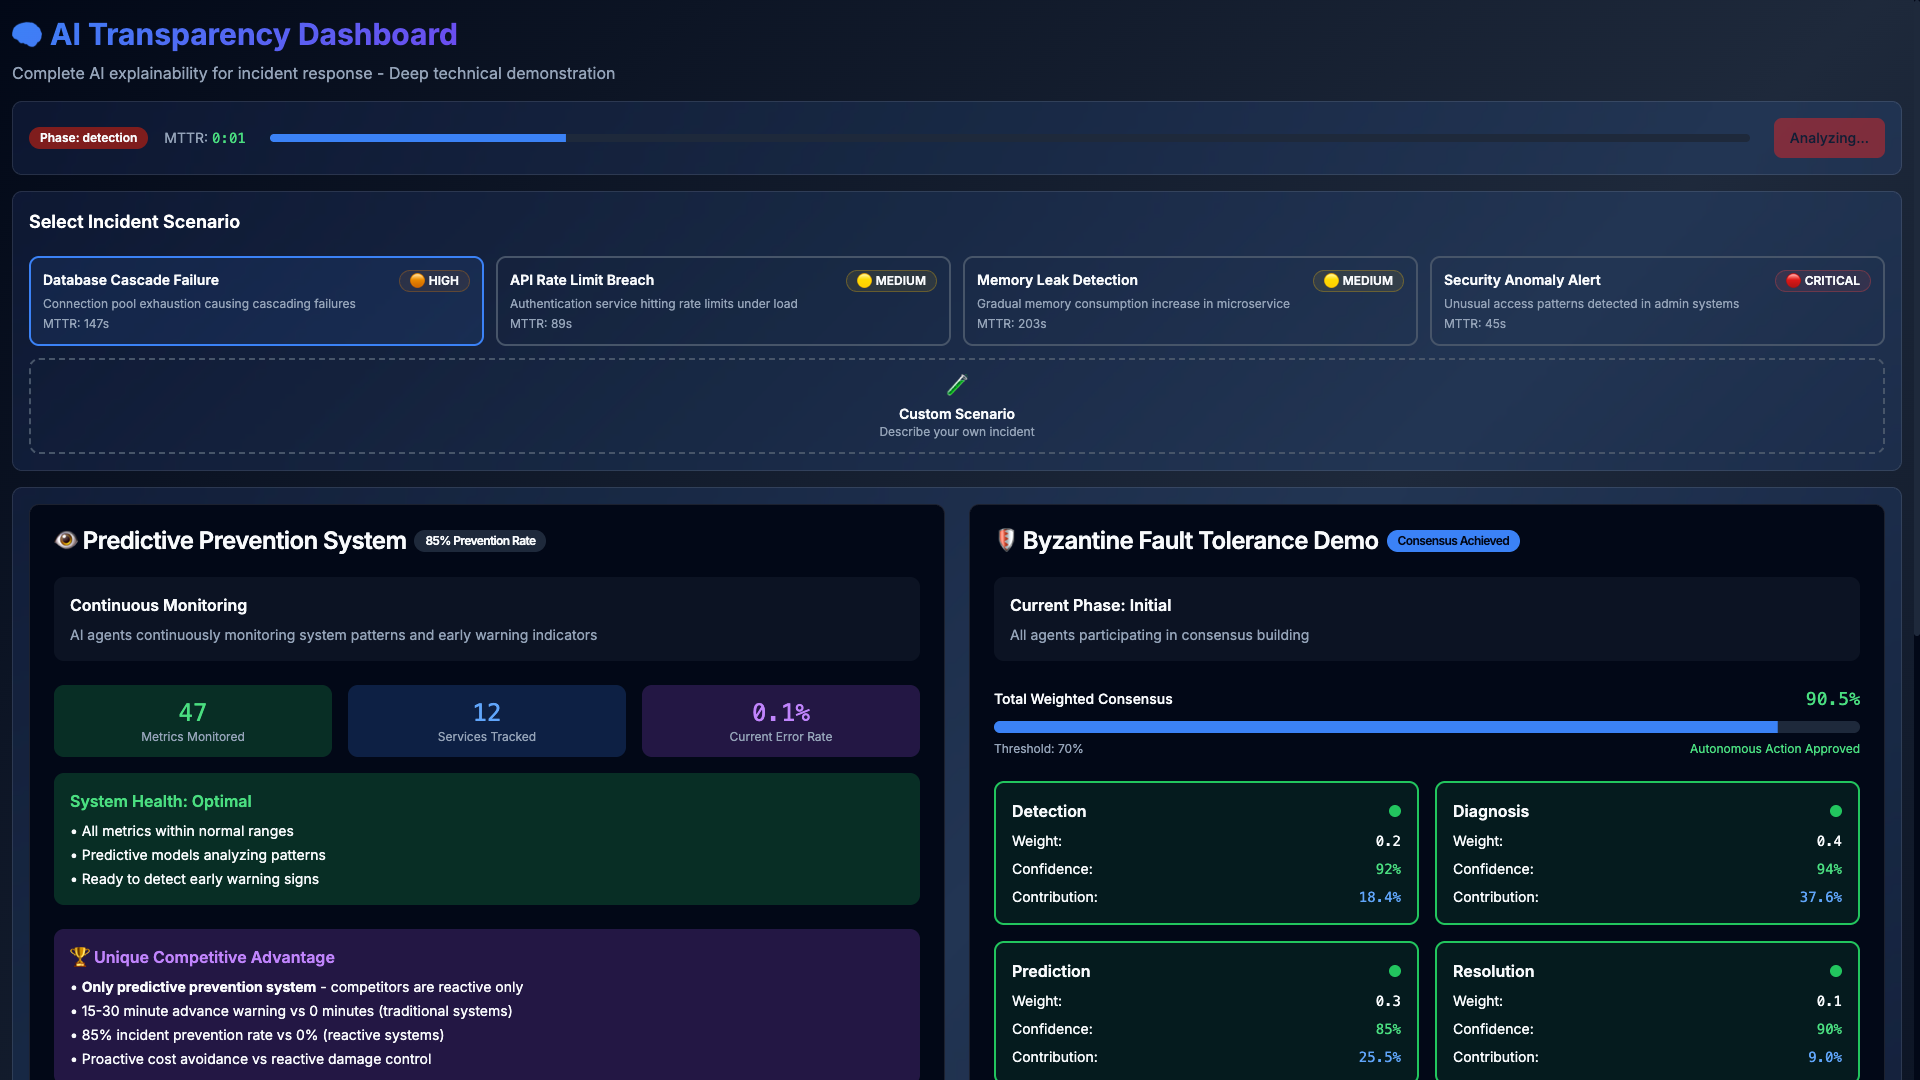 AI Transparency Dashboard
Complete AI explainability for incident response - Deep technical demonstration
Phase: detection MTTR: 0:01 Analyzing...
Select Incident Scenario
Database Cascade Failure HIGH
Connection pool exhaustion causing cascading failures
MTTR: 147s
API Rate Limit Breach MEDIUM
Authentication service hitting rate limits under load
MTTR: 89s
Memory Leak Detection MEDIUM
Gradual memory consumption increase in microservice
MTTR: 203s
Security Anomaly Alert CRITICAL
Unusual access patterns detected in admin systems
MTTR: 45s
Custom Scenario
Describe your own incident
Predictive Prevention System 85% Prevention Rate
Continuous Monitoring
AI agents continuously monitoring system patterns and early warning indicators
47
Metrics Monitored
12
Services Tracked
0.1%
Current Error Rate
System Health: Optimal
• All metrics within normal ranges
• Predictive models analyzing patterns
• Ready to detect early warning signs
Unique Competitive Advantage
• Only predictive prevention system - competitors are reactive only
• 15-30 minute advance warning vs 0 minutes (traditional systems)
• 85% incident prevention rate vs 0% (reactive systems)
• Proactive cost avoidance vs reactive damage control
Byzantine Fault Tolerance Demo Consensus Achieved
Current Phase: Initial
All agents participating in consensus building
Total Weighted Consensus 90.5%
Threshold: 70% Autonomous Action Approved
Detection
Weight: 0.2
Confidence: 92%
Contribution: 18.4%
Diagnosis
Weight: 0.4
Confidence: 94%
Contribution: 37.6%
Prediction
Weight: 0.3
Confidence: 85%
Contribution: 25.5%
Resolution
Weight: 0.1
Confidence: 90%
Contribution: 9.0%